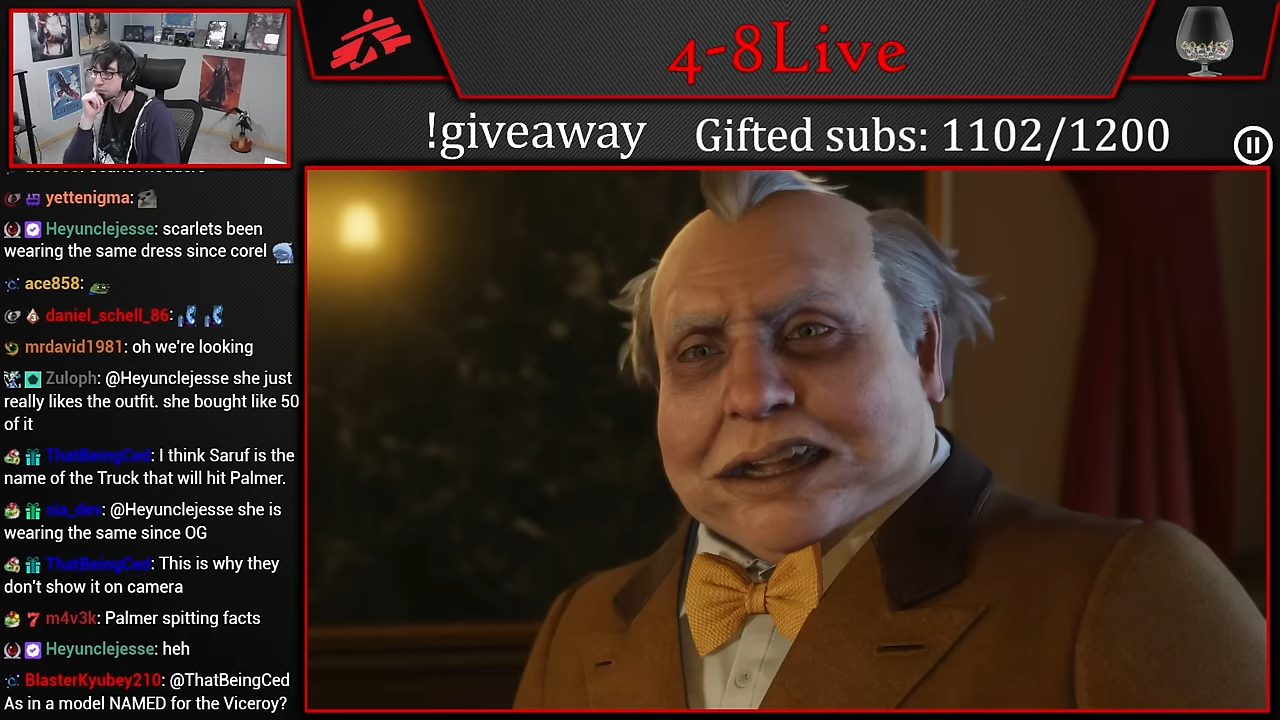 4-8Live
!giveaway Gifted subs: 1102/1200
yettenigma:
Heyunclejesse: scarlets been
wearing the same dress since corel
ace858:
daniel_schell_86:
mrdavid1981: oh we're looking
Zuloph: @Heyunclejesse she just
really likes the outfit. she bought like 50
of it
ThatBeingCed: I think Saruf is the
name of the Truck that will hit Palmer.
sia_dev: @Heyunclejesse she is
wearing the same since OG
ThatBeingCed: This is why they
don't show it on camera
m4v3k: Palmer spitting facts
Heyunclejesse: heh
BlasterKyubey210: @ThatBeingCed
As in a model NAMED for the Viceroy?